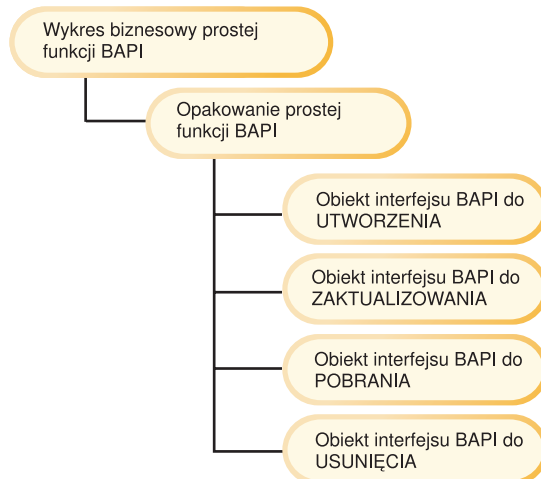 Wykres biznesowy prostej
funkcji BAPI
Opakowanie prostej
funkcji BAPI
Obiekt interfejsu BAPI do
UTWORZENIA
Obiekt interfejsu BAPI do
ZAKTUALIZOWANIA
Obiekt interfejsu BAPI do
POBRANIA
Obiekt interfejsu BAPI do
USUNIĘCIA